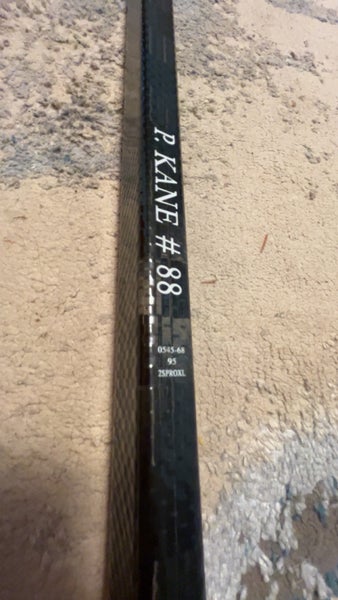 P. KANE # 88
0545-68
95
2SPROXL